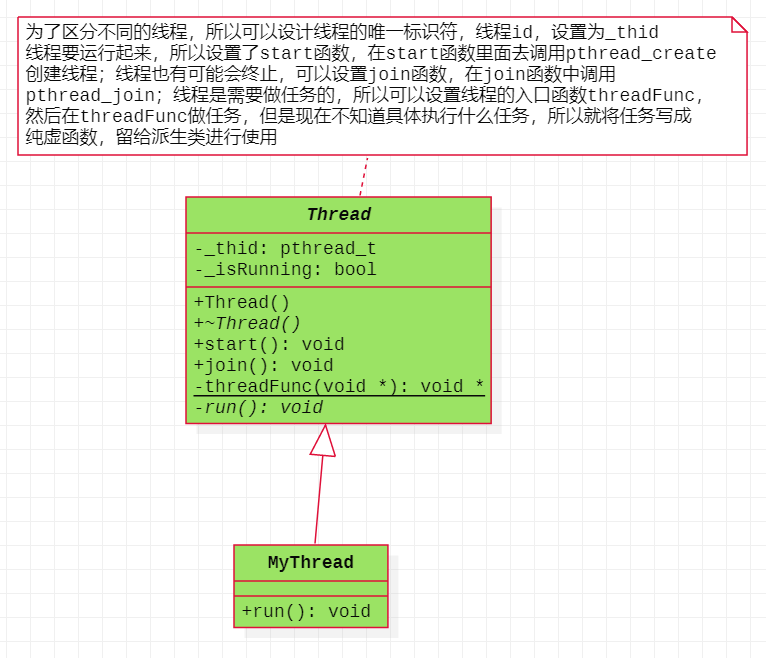 为了区分不同的线程，所以可以设计线程的唯一标识符，线程id，设置为_thid
线程要运行起来，所以设置了start函数，在start函数里面去调用pthread_create
创建线程；线程也有可能会终止，可以设置join函数，在join函数中调用
pthread_join；线程是需要做任务的，所以可以设置线程的入口函数threadFunc，
然后在threadFunc做任务，但是现在不知道具体执行什么任务，所以就将任务写成
纯虚函数，留给派生类进行使用
Thread
-_thid: pthread_t
-_isRunning: bool
+Thread()
+~Thread()
+start(): void
+join(): void
-threadFunc(void *): void *
-run(): void
MyThread
+run(): void